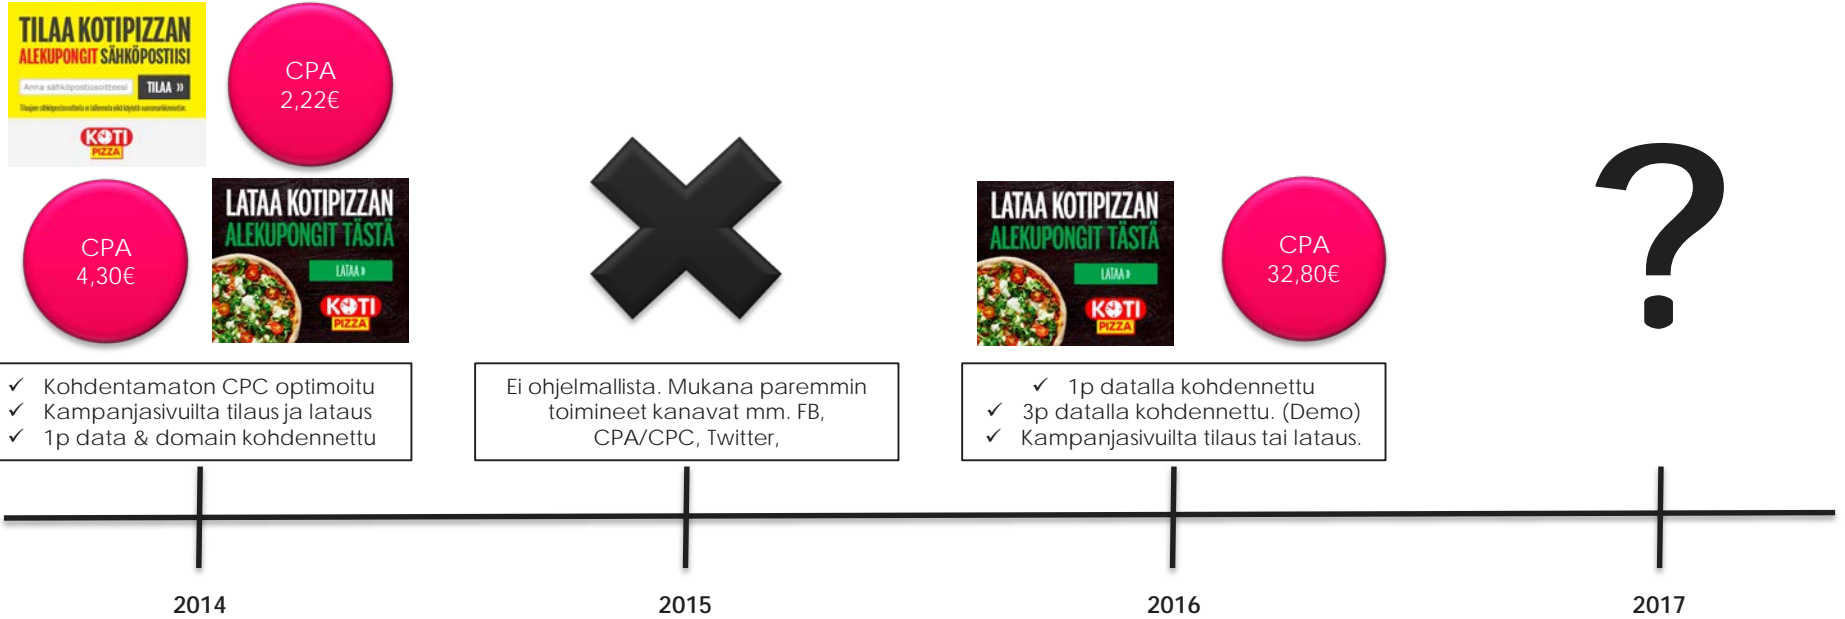 TILAA KOTIPIZZAN
ALEKUPONGIT SÄHKÖPOSTIISI
Anna sähköpostiosoitteesi
TILAA »
KOTI
PIZZA
CPA
2,22€
CPA
4,30€
LATAA KOTIPIZZAN
ALEKUPONGIT TÄSTÄ
LATAA »
KOTI
PIZZA
✓ Kohdentamaton CPC optimoitu
✓ Kampanjasivuilta tilaus ja lataus
✓ 1p data & domain kohdennettu
Ei ohjelmallista. Mukana paremmin
toimineet kanavat mm. FB,
CPA/CPC, Twitter,
LATAA KOTIPIZZAN
ALEKUPONGIT TÄSTÄ
LATAA »
KOTI
PIZZA
CPA
32,80€
✓ 1p datalla kohdennettu
✓ 3p datalla kohdennettu. (Demo)
✓ Kampanjasivuilta tilaus tai lataus.
?
2014
2015
2016
2017